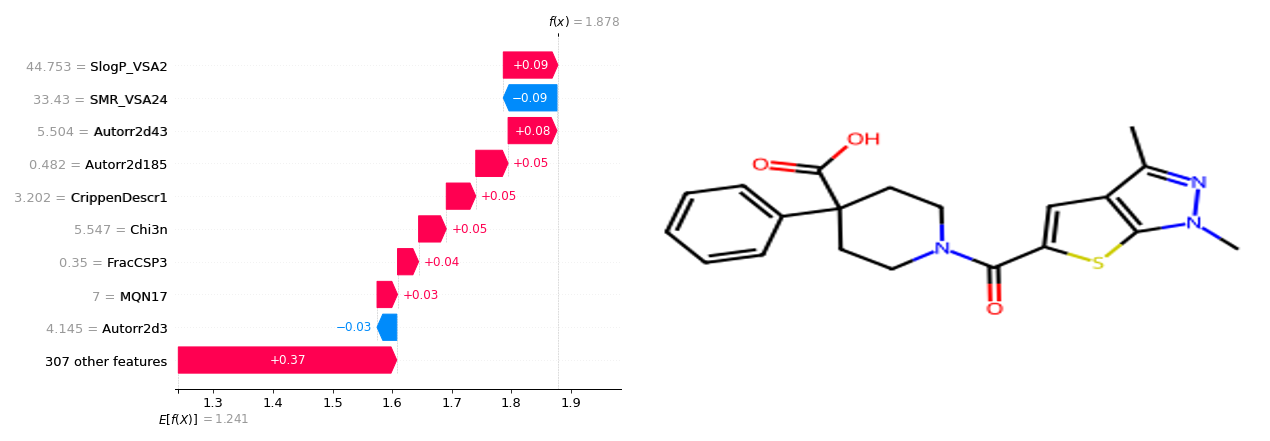 f(x) = 1.878
44.753 = SlogP_VSA2
+0.09
33.43 = SMR_VSA24
−0.09
5.504 = Autorr2d43
+0.08
0.482 = Autorr2d185
+0.05
3.202 = CrippenDescr1
+0.05
5.547 = Chi3n
+0.05
0.35 = FracCSP3
+0.04
7 = MQN17
+0.03
4.145 = Autorr2d3
−0.03
307 other features
+0.37
1.3 1.4 1.5 1.6 1.7 1.8 1.9
E[f(X)] = 1.241
OH
O
N
N
N
S
O